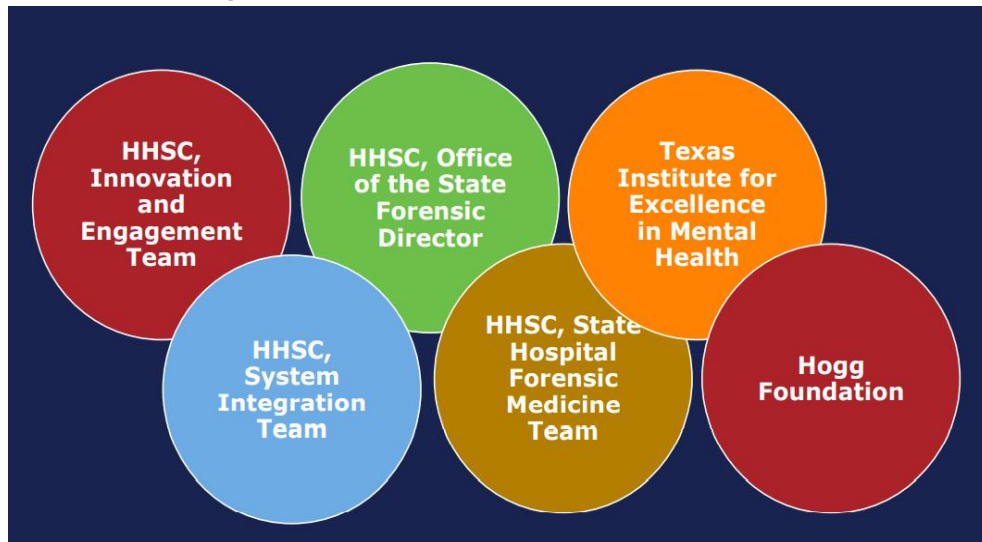 HHSC,
Innovation
and
Engagement
Team
HHSC, Office
of the State
Forensic
Director
Texas
Institute for
Excellence
in Mental
Health
HHSC,
System
Integration
Team
HHSC, State
Hospital
Forensic
Medicine
Team
Hogg
Foundation